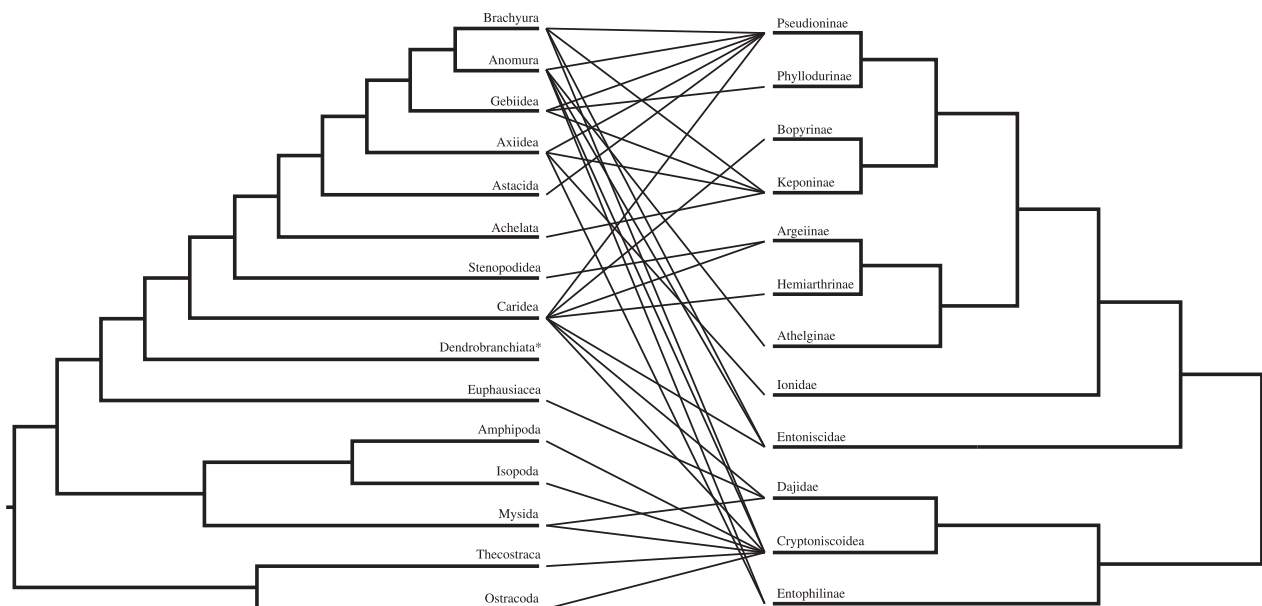 Brachyura
Anomura
Gebiidea
Axiidea
Astacida
Achelata
Stenopodidea
Caridea
Dendrobranchiata*
Euphausiacea
Amphipoda
Isopoda
Mysida
Thecostraca
Ostracoda
Pseudioninae
Phyllodurinae
Bopyrinae
Keponinae
Argeiinae
Hemiarthrinae
Athelginae
Ionidae
Entoniscidae
Dajidae
Cryptoniscoidea
Entophilinae